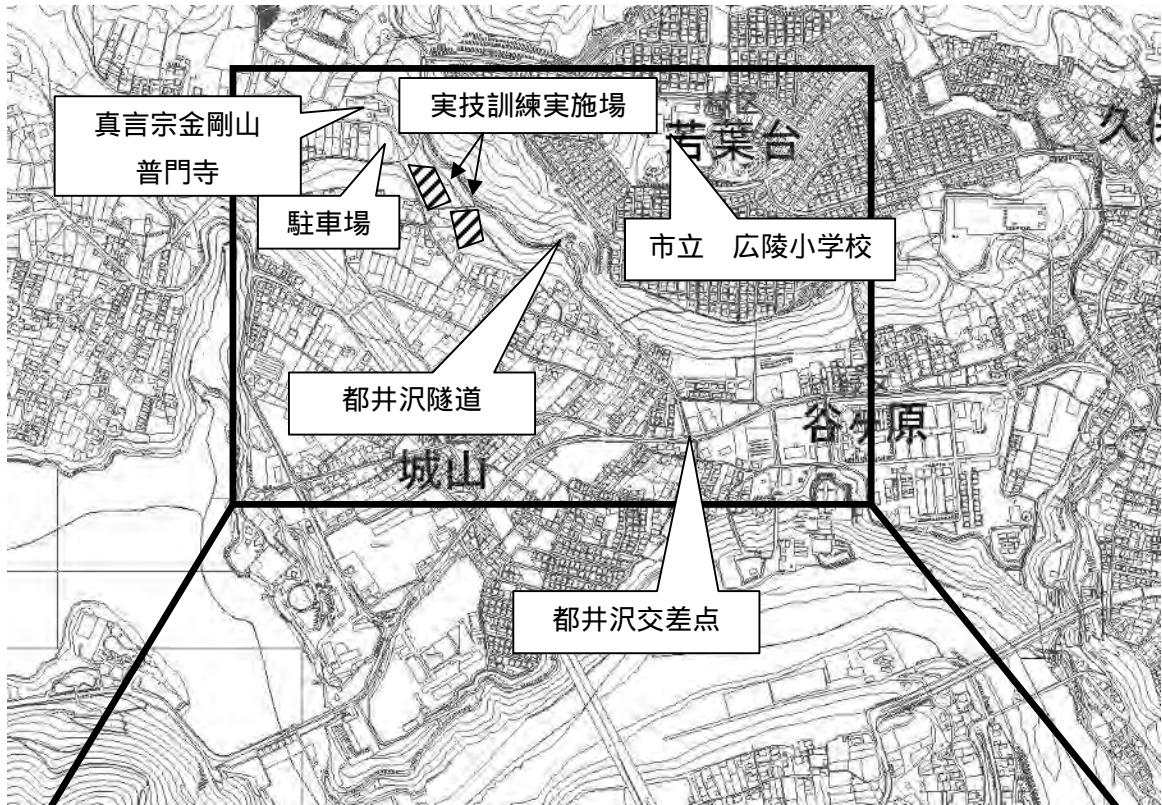 真言宗金剛山
普門寺
実技訓練実施場
若葉台
駐車場
市立　広陵小学校
都井沢隧道
谷ヶ原
城山
都井沢交差点